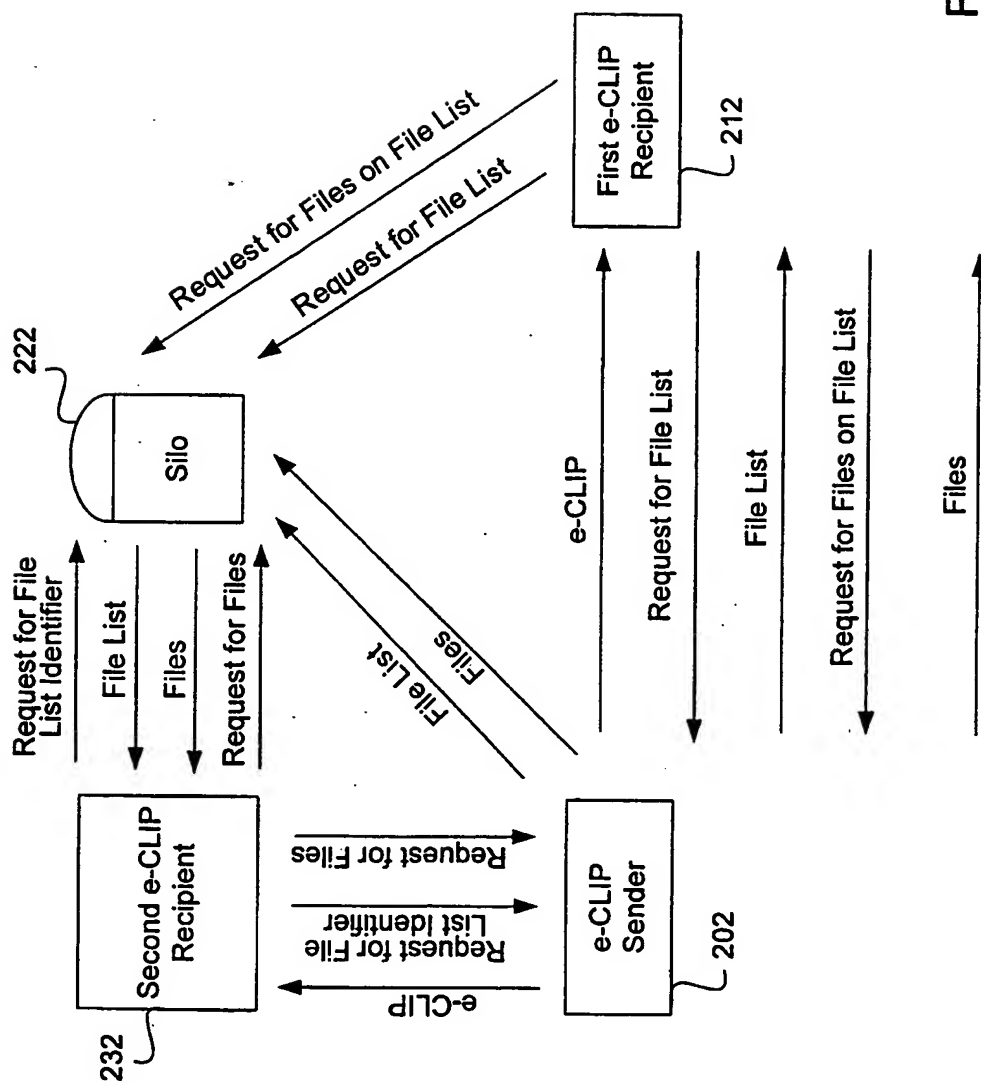 232
Second e-CLIP
Recipient
Request for File
List Identifier
File List
Files
Request for Files
222
Silo
Request for Files on File List
Request for File List
e-CLIP
Request for File
List Identifier
Request for Files
File List
Files
e-CLIP
Sender
202
e-CLIP
Request for File List
File List
Request for Files on File List
Files
First e-CLIP
Recipient
212